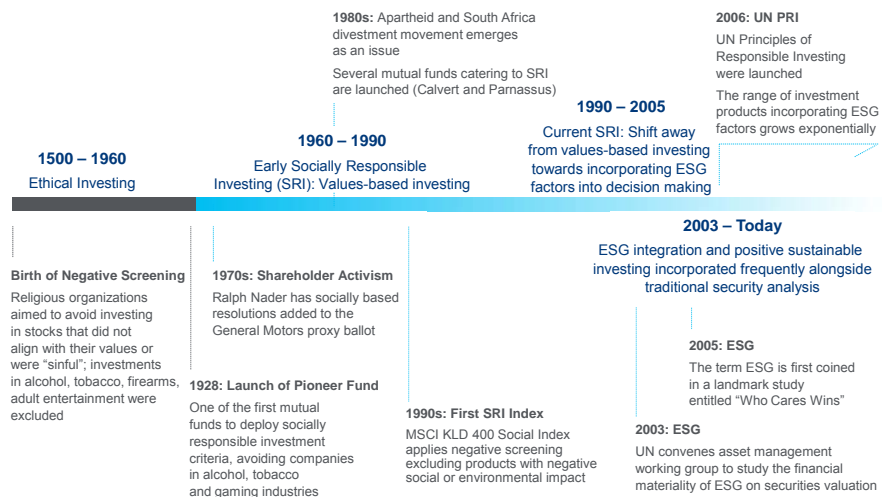 1980s: Apartheid and South Africa
divestment movement emerges
as an issue
Several mutual funds catering to SRI
are launched (Calvert and Parnassus)
2006: UN PRI
UN Principles of
Responsible Investing
were launched
The range of investment
products incorporating ESG
factors grows exponentially
1500 – 1960
Ethical Investing
1960 – 1990
Early Socially Responsible
Investing (SRI): Values-based investing
1990 – 2005
Current SRI: Shift away
from values-based investing
towards incorporating ESG
factors into decision making
2003 – Today
ESG integration and positive sustainable
investing incorporated frequently alongside
traditional security analysis
Birth of Negative Screening
Religious organizations
aimed to avoid investing
in stocks that did not
align with their values or
were “sinful”; investments
in alcohol, tobacco, firearms,
adult entertainment were
excluded
1970s: Shareholder Activism
Ralph Nader has socially based
resolutions added to the
General Motors proxy ballot
1928: Launch of Pioneer Fund
One of the first mutual
funds to deploy socially
responsible investment
criteria, avoiding companies
in alcohol, tobacco
and gaming industries
1990s: First SRI Index
MSCI KLD 400 Social Index
applies negative screening
excluding products with negative
social or environmental impact
2005: ESG
The term ESG is first coined
in a landmark study
entitled “Who Cares Wins”
2003: ESG
UN convenes asset management
working group to study the financial
materiality of ESG on securities valuation